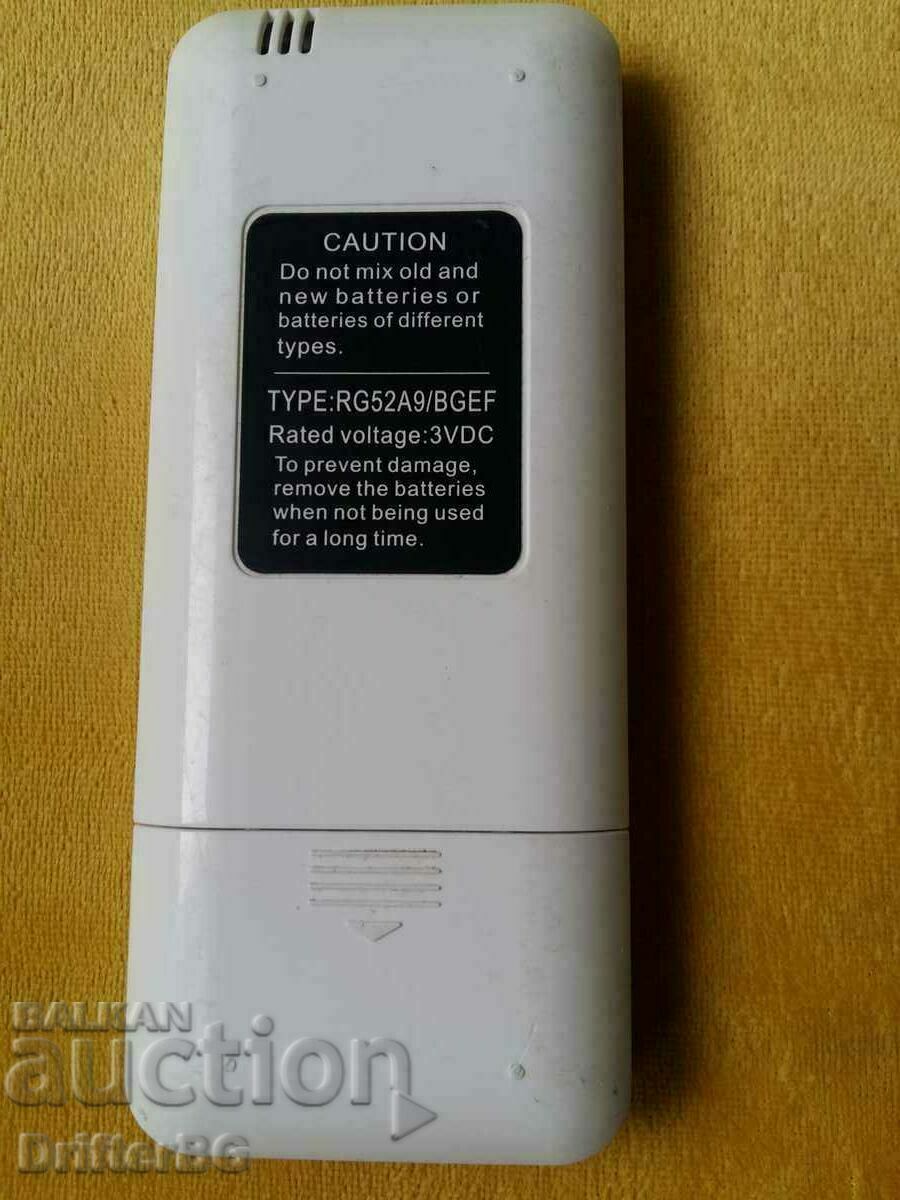 CAUTION
Do not mix old and
new batteries or
batteries of different
types.
TYPE:RG52A9/BGEF
Rated voltage:3VDC
To prevent damage,
remove the batteries
when not being used
for a long time.
BALKAN
auction
DrifterBG